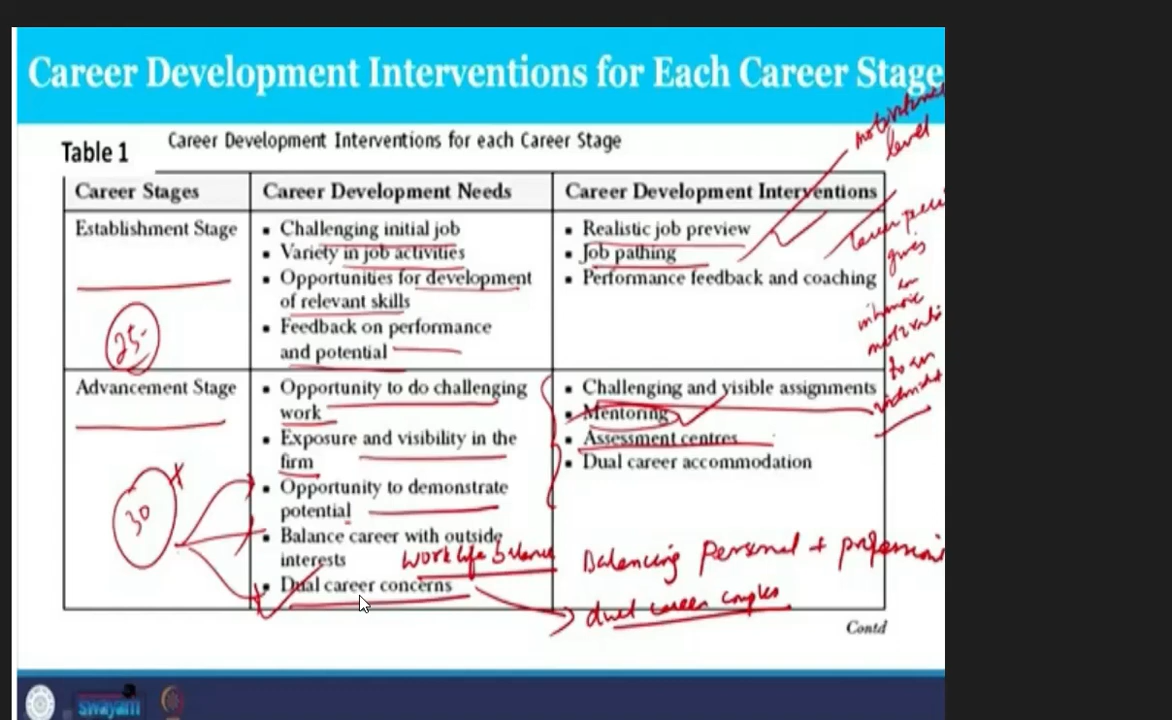 Career Development Interventions for Each Career Stage
Table 1
Career Development Interventions for each Career Stage
Career Stages
Career Development Needs
Career Development Interventions
Establishment Stage
▪ Challenging initial job
▪ Variety in job activities
▪ Opportunities for development
of relevant skills
▪ Feedback on performance
and potential
▪ Realistic job preview
▪ Job pathing
▪ Performance feedback and coaching
25-
level
gives
an
to an
Advancement Stage
▪ Opportunity to do challenging
work
▪ Exposure and visibility in the
firm
▪ Opportunity to demonstrate
potential
▪ Balance career with outside
interests
▪ Dual career concerns
▪ Challenging and visible assignments
▪ Mentoring
▪ Assessment centres
▪ Dual career accommodation
30
work life balance
Balancing Personal +
dual career couples
Contd
swayam